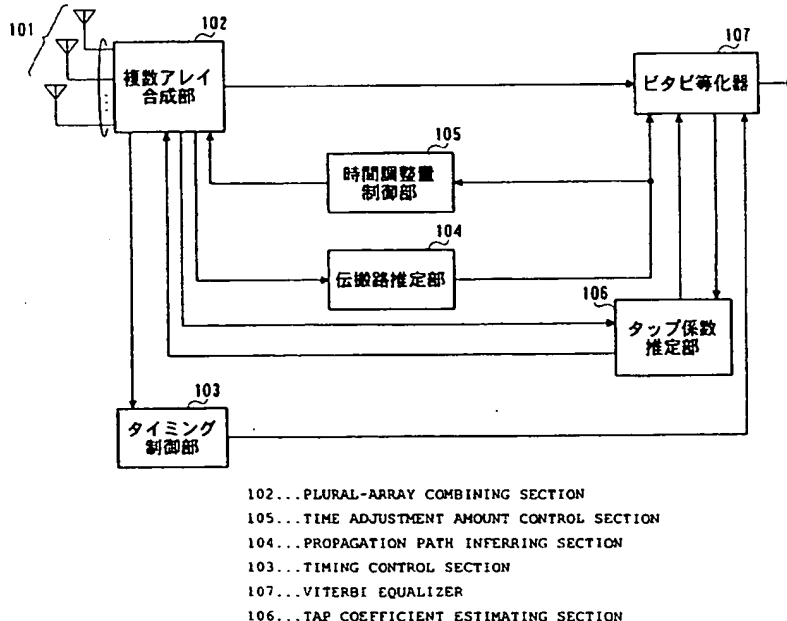 101
102
複数アレイ
合成部
107
ビタビ等化器
105
時間調整量
制御部
104
伝搬路推定部
106
タップ係数
推定部
103
タイミング
制御部
102...PLURAL-ARRAY COMBINING SECTION
105...TIME ADJUSTMENT AMOUNT CONTROL SECTION
104...PROPAGATION PATH INFERRING SECTION
103...TIMING CONTROL SECTION
107...VITERBI EQUALIZER
106...TAP COEFFICIENT ESTIMATING SECTION